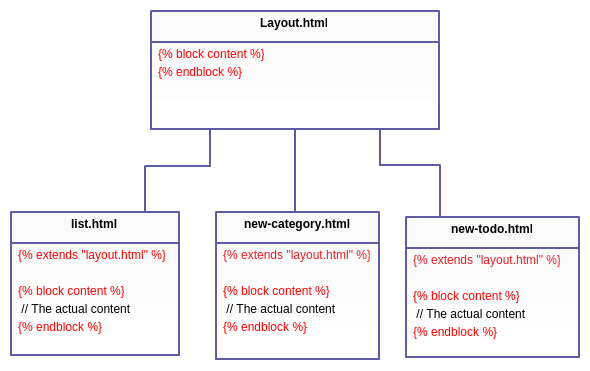 Layout.html
{% block content %}
{% endblock %}
list.html
{% extends "layout.html" %}
{% block content %}
// The actual content
{% endblock %}
new-category.html
{% extends "layout.html" %}
{% block content %}
// The actual content
{% endblock %}
new-todo.html
{% extends "layout.html" %}
{% block content %}
// The actual content
{% endblock %}